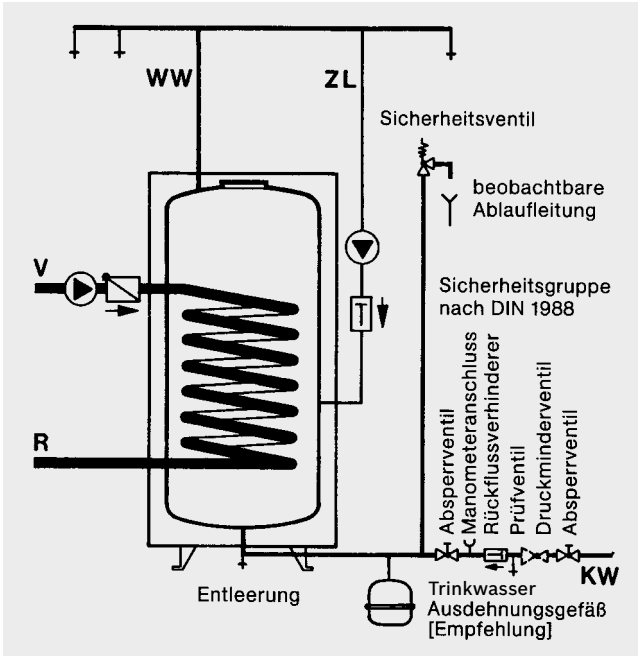 WW
ZL
Sicherheitsventil
beobachtbare
Ablaufleitung
V
Sicherheitsgruppe
nach DIN 1988
R
Absperrventil
Manometeranschluss
Rückflussverhinderer
Prüfventil
Druckminderventil
Absperrventil
KW
Entleerung
Trinkwasser
Ausdehnungsgefäß
[Empfehlung]